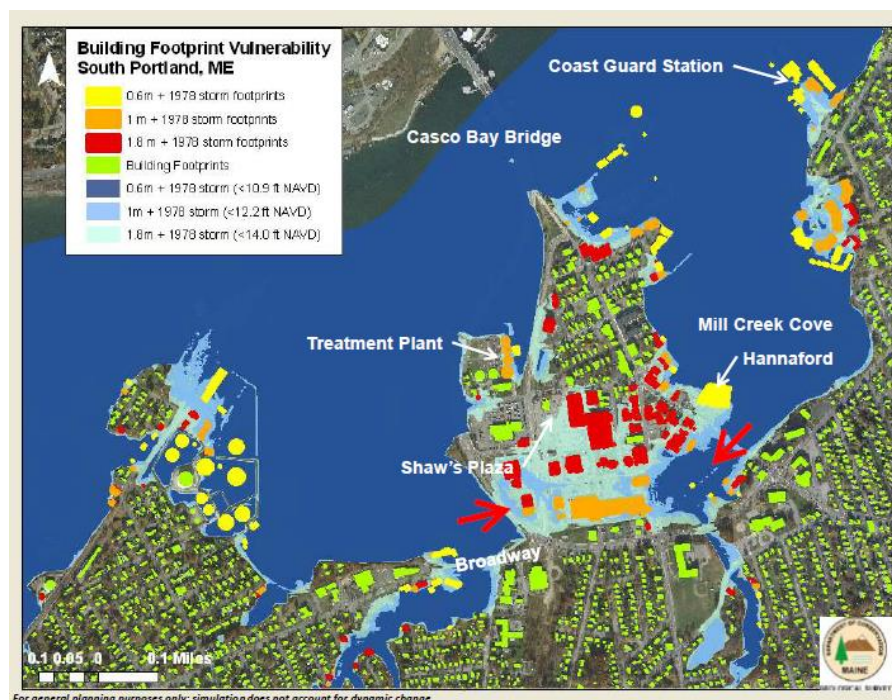 Building Footprint Vulnerability
South Portland, ME
0.6m + 1978 storm footprints
1 m + 1978 storm footprints
1.8 m + 1978 storm footprints
Building Footprints
0.6m + 1978 storm (<10.9 ft NAVD)
1m + 1978 storm (<12.2 ft NAVD)
1.8m + 1978 storm (<14.0 ft NAVD)
Coast Guard Station
Casco Bay Bridge
Treatment Plant
Mill Creek Cove
Hannaford
Shaw's Plaza
Broadway
0.1 0.05 0 0.1 Miles
DEPARTMENT OF CONSERVATION
MAINE
For general planning purposes only; simulation does not account for dynamic change